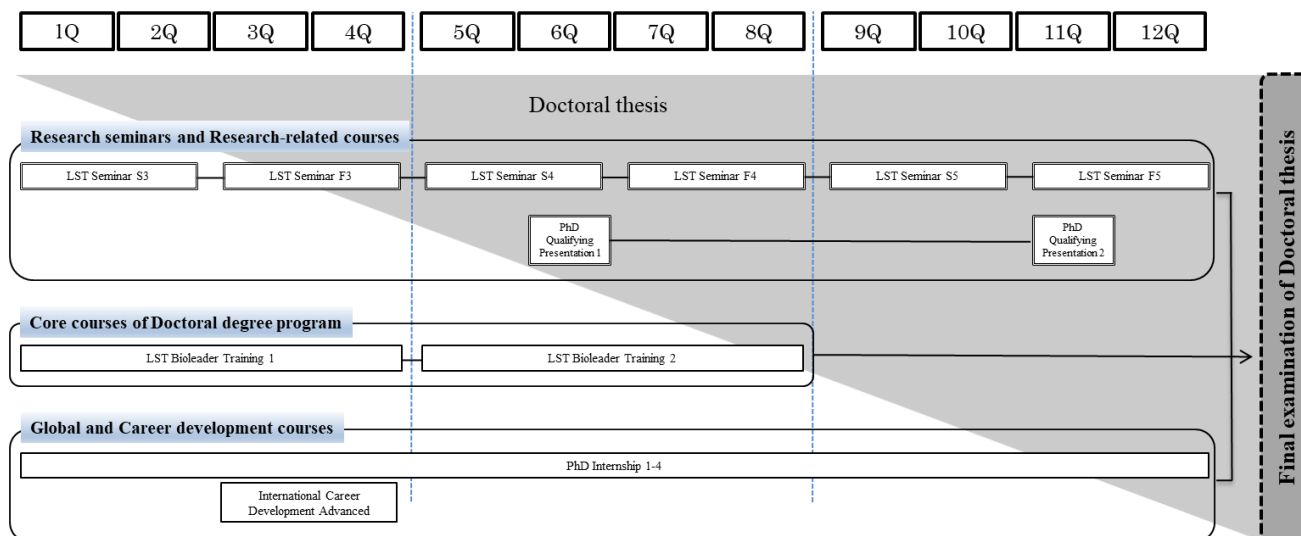 1Q 2Q 3Q 4Q 5Q 6Q 7Q 8Q 9Q 10Q 11Q 12Q
Doctoral thesis
Research seminars and Research-related courses
LST Seminar S3 LST Seminar F3 LST Seminar S4 LST Seminar F4 LST Seminar S5 LST Seminar F5
PhD
Qualifying
Presentation 1
PhD
Qualifying
Presentation 2
Core courses of Doctoral degree program
LST Bioleader Training 1 LST Bioleader Training 2
Global and Career development courses
PhD Internship 1-4
International Career
Development Advanced
Final examination of Doctoral thesis